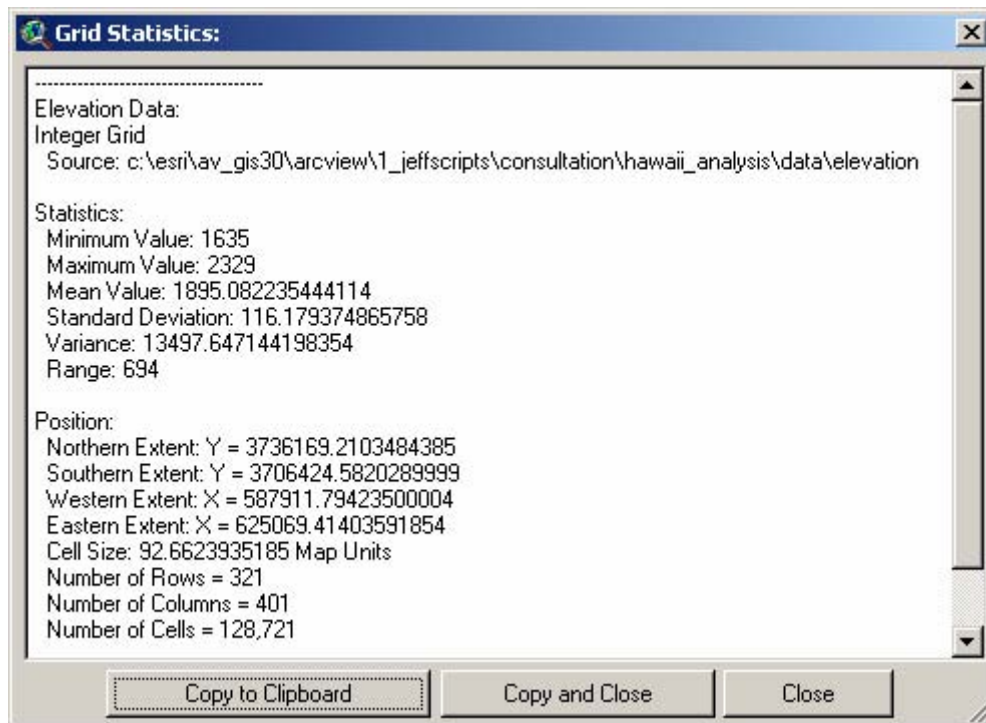 Grid Statistics:
-------------------------------------
Elevation Data:
Integer Grid
Source: c:\esri\av_gis30\arcview\1_jeffscripts\consultation\hawaii_analysis\data\elevation
Statistics:
Minimum Value: 1635
Maximum Value: 2329
Mean Value: 1895.082235444114
Standard Deviation: 116.179374865758
Variance: 13497.647144198354
Range: 694
Position:
Northern Extent: Y = 3736169.2103484385
Southern Extent: Y = 3706424.5820289999
Western Extent: X = 587911.79423500004
Eastern Extent: X = 625069.41403591854
Cell Size: 92.6623935185 Map Units
Number of Rows = 321
Number of Columns = 401
Number of Cells = 128,721
Copy to Clipboard
Copy and Close
Close